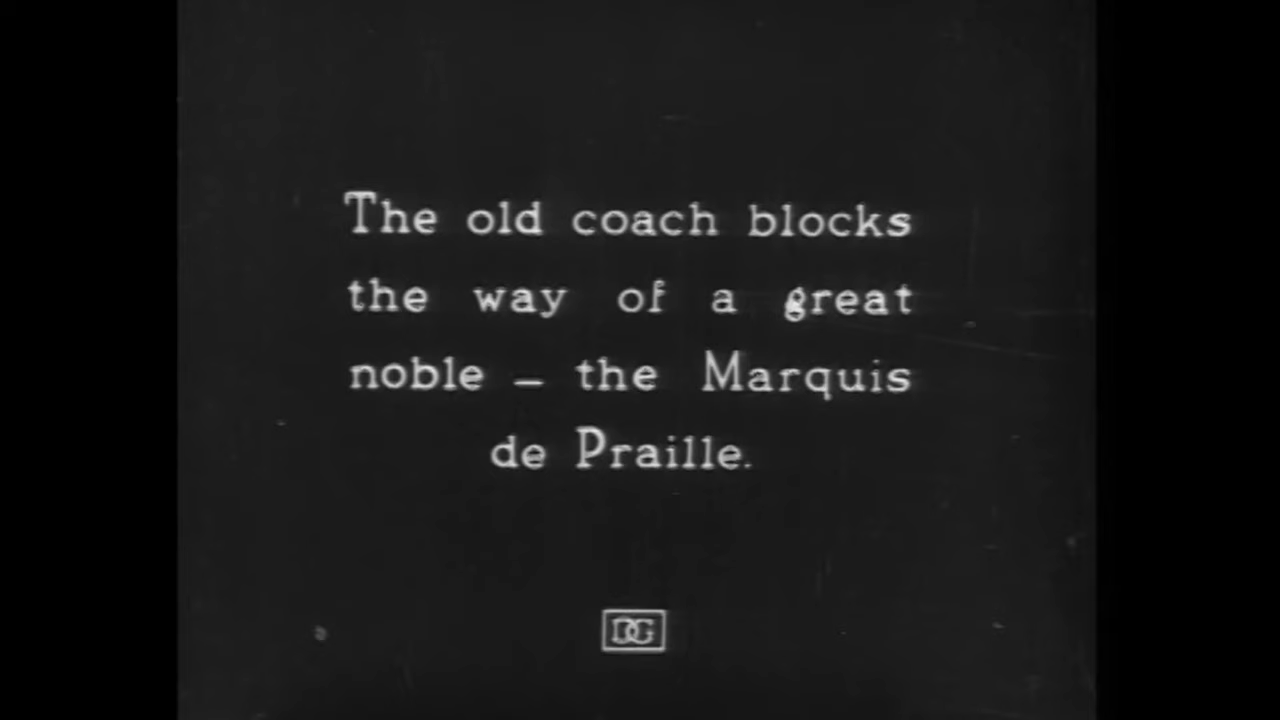 The old coach blocks
the way of a great
noble – the Marquis
de Praille.
DG